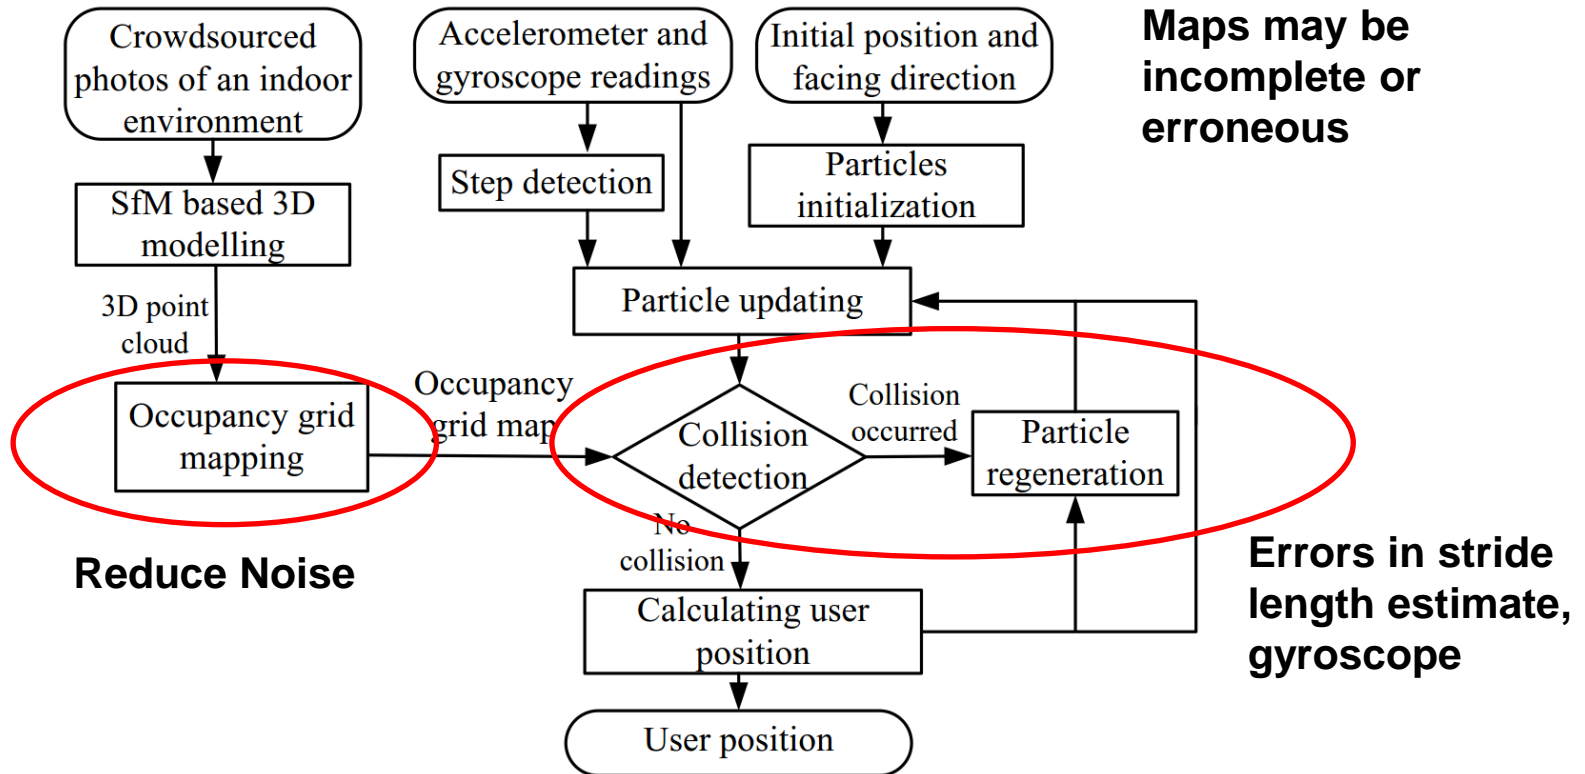 Crowdsourced
photos of an indoor
environment
Accelerometer and
gyroscope readings
Initial position and
facing direction
Maps may be
incomplete or
erroneous
Step detection
Particles
initialization
SfM based 3D
modelling
3D point
cloud
Particle updating
Occupancy grid
mapping
Occupancy
grid map
Collision
detection
Collision
occurred
Particle
regeneration
No
collision
Reduce Noise
Errors in stride
length estimate,
gyroscope
Calculating user
position
User position